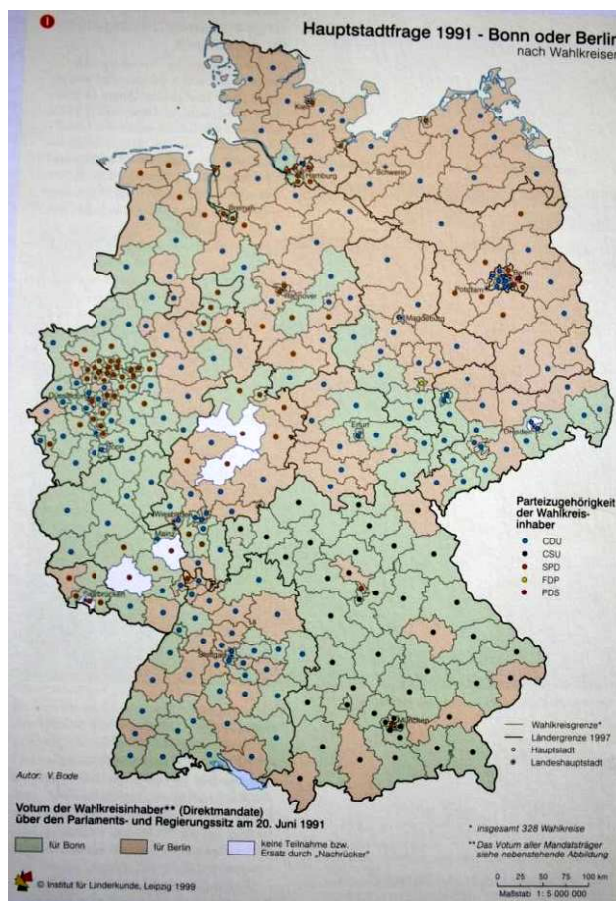 Hauptstadtfrage 1991 - Bonn oder Berlin
nach Wahlkreisen
Kiel
Hamburg
Schwerin
Bremen
Berlin
Potsdam
Hannover
Magdeburg
Düsseldorf
Erfurt
Dresden
Wiesbaden
Mainz
Saarbrücken
Stuttgart
München
Parteizugehörigkeit
der Wahlkreis-
inhaber
CDU
CSU
SPD
FDP
PDS
Wahlkreisgrenze*
Ländergrenze 1997
Hauptstadt
Landeshauptstadt
Autor: V. Bode
Votum der Wahlkreisinhaber** (Direktmandate)
über den Parlaments- und Regierungssitz am 20. Juni 1991
für Bonn
für Berlin
keine Teilnahme bzw.
Ersatz durch „Nachrücker"
* insgesamt 328 Wahlkreise
** Das Votum aller Mandatsträger
siehe nebenstehende Abbildung
© Institut für Länderkunde, Leipzig 1999
0 25 50 75 100 km
Maßstab 1: 5 000 000